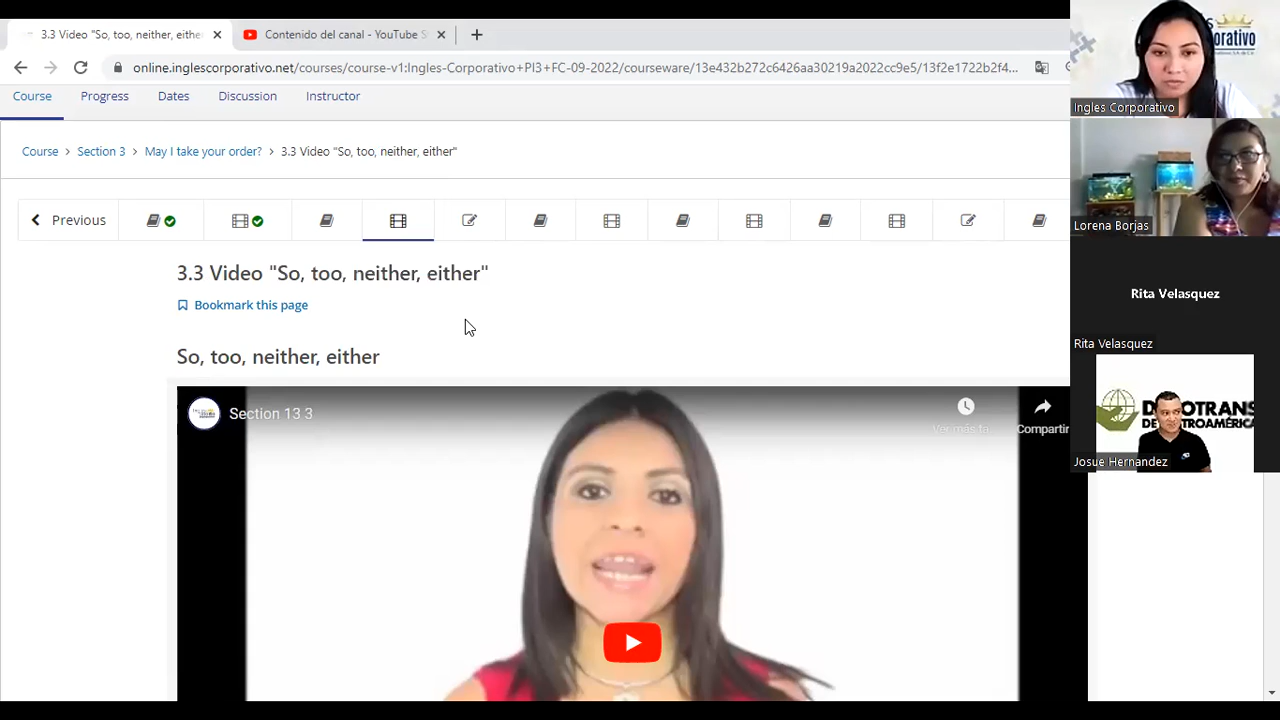 3.3 Video "So, too, neither, eithe
Contenido del canal - YouTube S
online.inglescorporativo.net/courses/course-v1:Ingles-Corporativo+PI3+FC-09-2022/courseware/13e432b272c6426aa30219a2022cc9e5/13f2e1722b2f4...
Course
Progress
Dates
Discussion
Instructor
Course > Section 3 > May I take your order? > 3.3 Video "So, too, neither, either"
Previous
3.3 Video "So, too, neither, either"
Bookmark this page
So, too, neither, either
Section 13.3
Ver más ta
Compartir
Ingles Corporativo
Lorena Borjas
Rita Velasquez
Rita Velasquez
Josue Hernandez